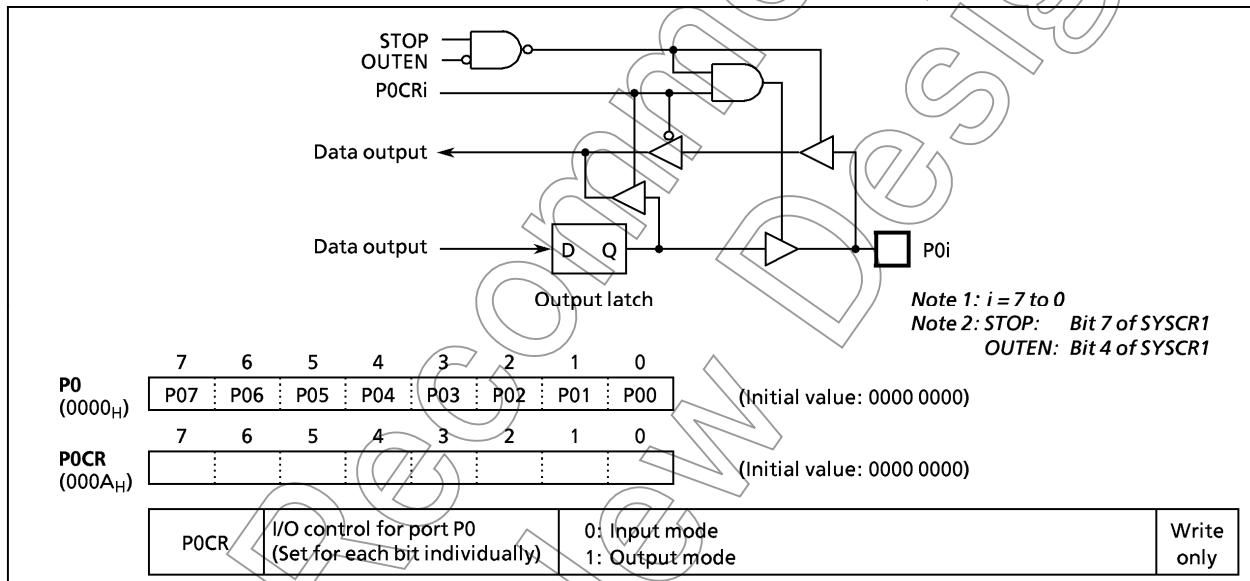 STOP
OUTEN
P0CRi
Data output
Data output
D Q
P0i
Output latch
Note 1: i = 7 to 0
Note 2: STOP: Bit 7 of SYSCR1
OUTEN: Bit 4 of SYSCR1
7 6 5 4 3 2 1 0
P0 (0000H)
P07 P06 P05 P04 P03 P02 P01 P00
(Initial value: 0000 0000)
7 6 5 4 3 2 1 0
P0CR (000AH)
(Initial value: 0000 0000)
P0CR
I/O control for port P0
(Set for each bit individually)
0: Input mode
1: Output mode
Write
only